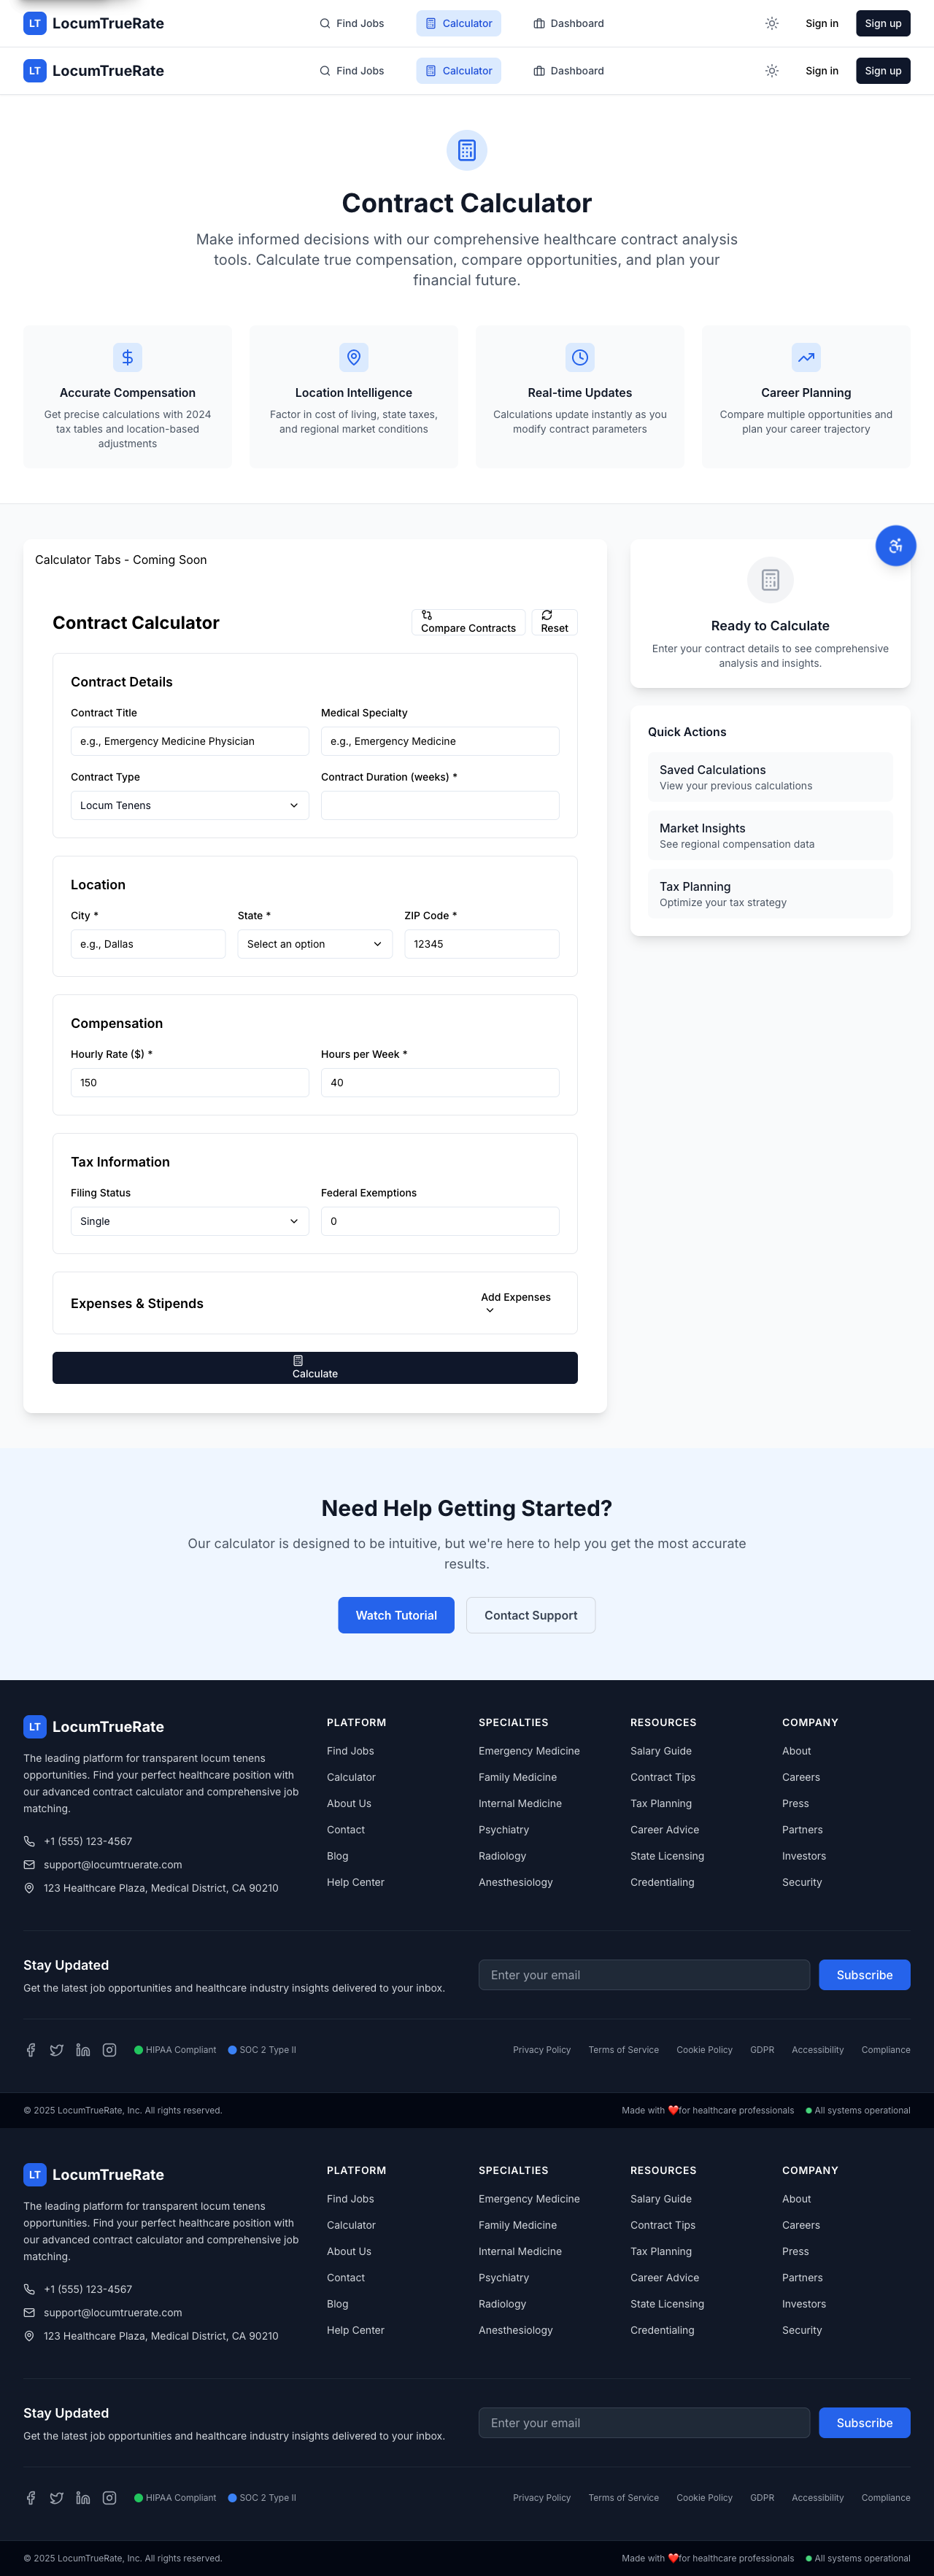 LT LocumTrueRate Find Jobs Calculator Dashboard Sign in Sign up
LT LocumTrueRate Find Jobs Calculator Dashboard Sign in Sign up
Contract Calculator
Make informed decisions with our comprehensive healthcare contract analysis
tools. Calculate true compensation, compare opportunities, and plan your
financial future.
Accurate Compensation
Get precise calculations with 2024
tax tables and location-based
adjustments
Location Intelligence
Factor in cost of living, state taxes,
and regional market conditions
Real-time Updates
Calculations update instantly as you
modify contract parameters
Career Planning
Compare multiple opportunities and
plan your career trajectory
Calculator Tabs - Coming Soon
Contract Calculator
Compare Contracts
Reset
Contract Details
Contract Title Medical Specialty
e.g., Emergency Medicine Physician e.g., Emergency Medicine
Contract Type Contract Duration (weeks) *
Locum Tenens
Location
City * State * ZIP Code *
e.g., Dallas Select an option 12345
Compensation
Hourly Rate ($) * Hours per Week *
150 40
Tax Information
Filing Status Federal Exemptions
Single 0
Expenses & Stipends Add Expenses
Calculate
Ready to Calculate
Enter your contract details to see comprehensive
analysis and insights.
Quick Actions
Saved Calculations
View your previous calculations
Market Insights
See regional compensation data
Tax Planning
Optimize your tax strategy
Need Help Getting Started?
Our calculator is designed to be intuitive, but we're here to help you get the most accurate
results.
Watch Tutorial Contact Support
LT LocumTrueRate
The leading platform for transparent locum tenens
opportunities. Find your perfect healthcare position with
our advanced contract calculator and comprehensive job
matching.
+1 (555) 123-4567
support@locumtruerate.com
123 Healthcare Plaza, Medical District, CA 90210
PLATFORM
Find Jobs
Calculator
About Us
Contact
Blog
Help Center
SPECIALTIES
Emergency Medicine
Family Medicine
Internal Medicine
Psychiatry
Radiology
Anesthesiology
RESOURCES
Salary Guide
Contract Tips
Tax Planning
Career Advice
State Licensing
Credentialing
COMPANY
About
Careers
Press
Partners
Investors
Security
Stay Updated
Get the latest job opportunities and healthcare industry insights delivered to your inbox.
Enter your email Subscribe
HIPAA Compliant SOC 2 Type II Privacy Policy Terms of Service Cookie Policy GDPR Accessibility Compliance
© 2025 LocumTrueRate, Inc. All rights reserved. Made with ❤️for healthcare professionals All systems operational
LT LocumTrueRate
The leading platform for transparent locum tenens
opportunities. Find your perfect healthcare position with
our advanced contract calculator and comprehensive job
matching.
+1 (555) 123-4567
support@locumtruerate.com
123 Healthcare Plaza, Medical District, CA 90210
PLATFORM
Find Jobs
Calculator
About Us
Contact
Blog
Help Center
SPECIALTIES
Emergency Medicine
Family Medicine
Internal Medicine
Psychiatry
Radiology
Anesthesiology
RESOURCES
Salary Guide
Contract Tips
Tax Planning
Career Advice
State Licensing
Credentialing
COMPANY
About
Careers
Press
Partners
Investors
Security
Stay Updated
Get the latest job opportunities and healthcare industry insights delivered to your inbox.
Enter your email Subscribe
HIPAA Compliant SOC 2 Type II Privacy Policy Terms of Service Cookie Policy GDPR Accessibility Compliance
© 2025 LocumTrueRate, Inc. All rights reserved. Made with ❤️for healthcare professionals All systems operational